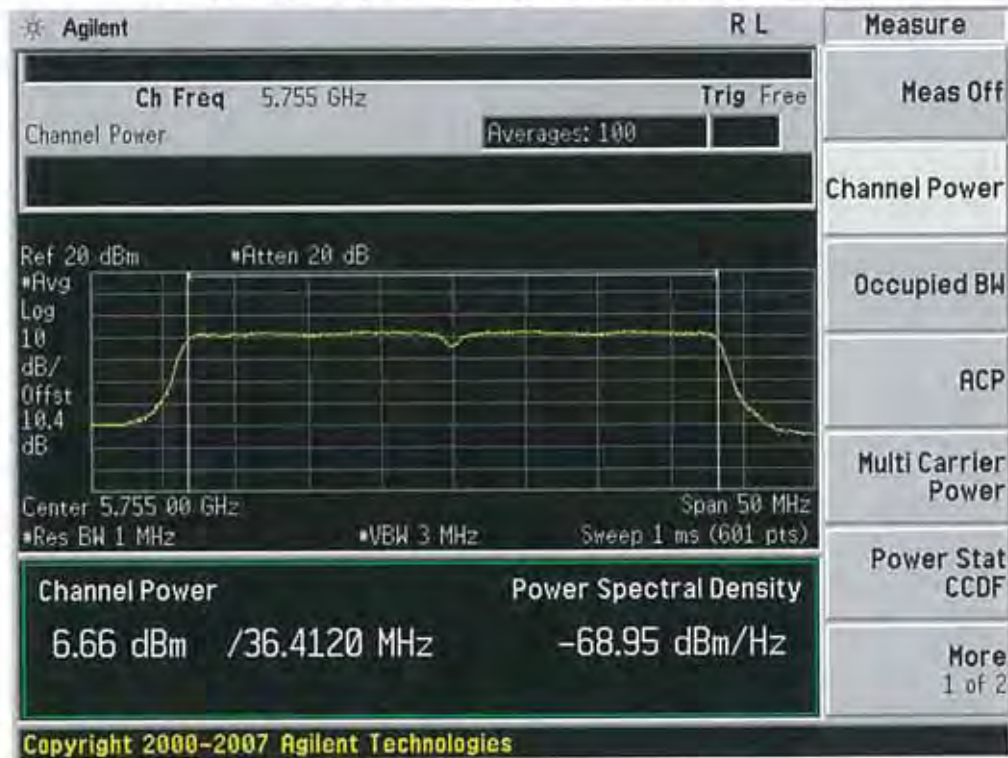 Agilent R L
Measure
Ch Freq 5.755 GHz Trig Free
Channel Power Averages: 100
Meas Off
Channel Power
Occupied BW
ACP
Multi Carrier
Power
Power Stat
CCDF
More
1 of 2
Ref 20 dBm *Atten 20 dB
*Avg
Log
10
dB/
Offst
10.4
dB
Center 5.755 00 GHz Span 50 MHz
*Res BW 1 MHz *VBW 3 MHz Sweep 1 ms (601 pts)
Channel Power Power Spectral Density
6.66 dBm /36.4120 MHz -68.95 dBm/Hz
Copyright 2000-2007 Agilent Technologies